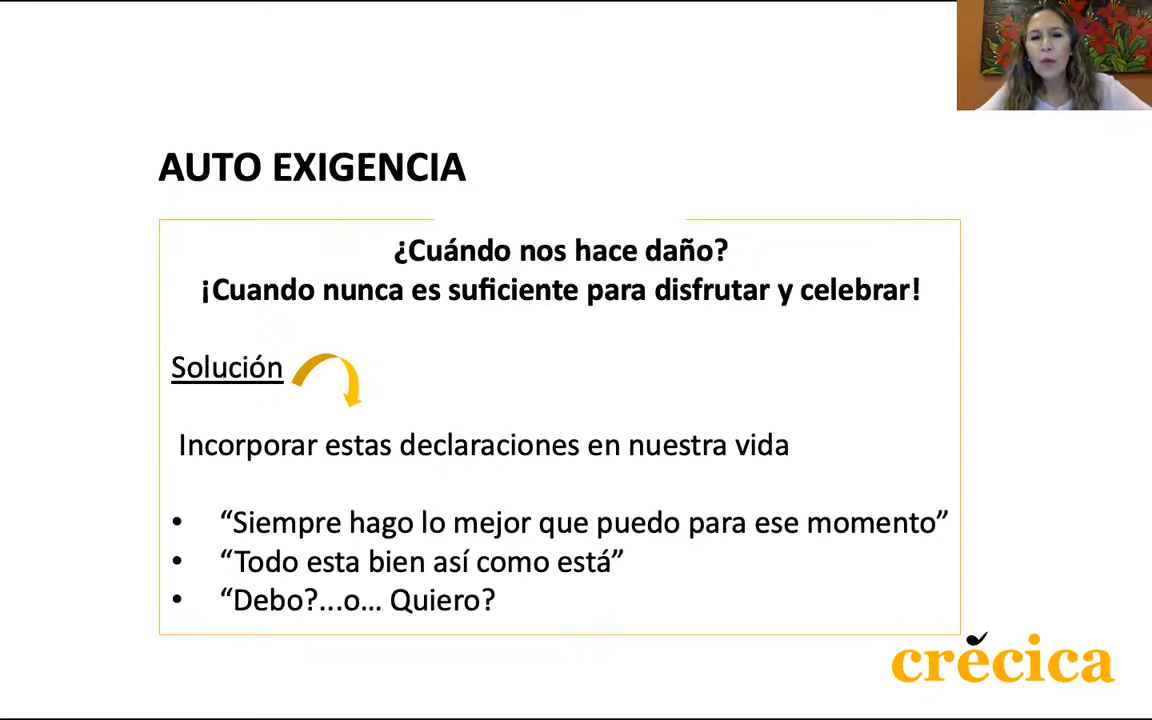 AUTO EXIGENCIA
¿Cuándo nos hace daño?
¡Cuando nunca es suficiente para disfrutar y celebrar!
Solución
Incorporar estas declaraciones en nuestra vida
• “Siempre hago lo mejor que puedo para ese momento”
• “Todo esta bien así como está”
• “Debo?...o... Quiero?
crecica